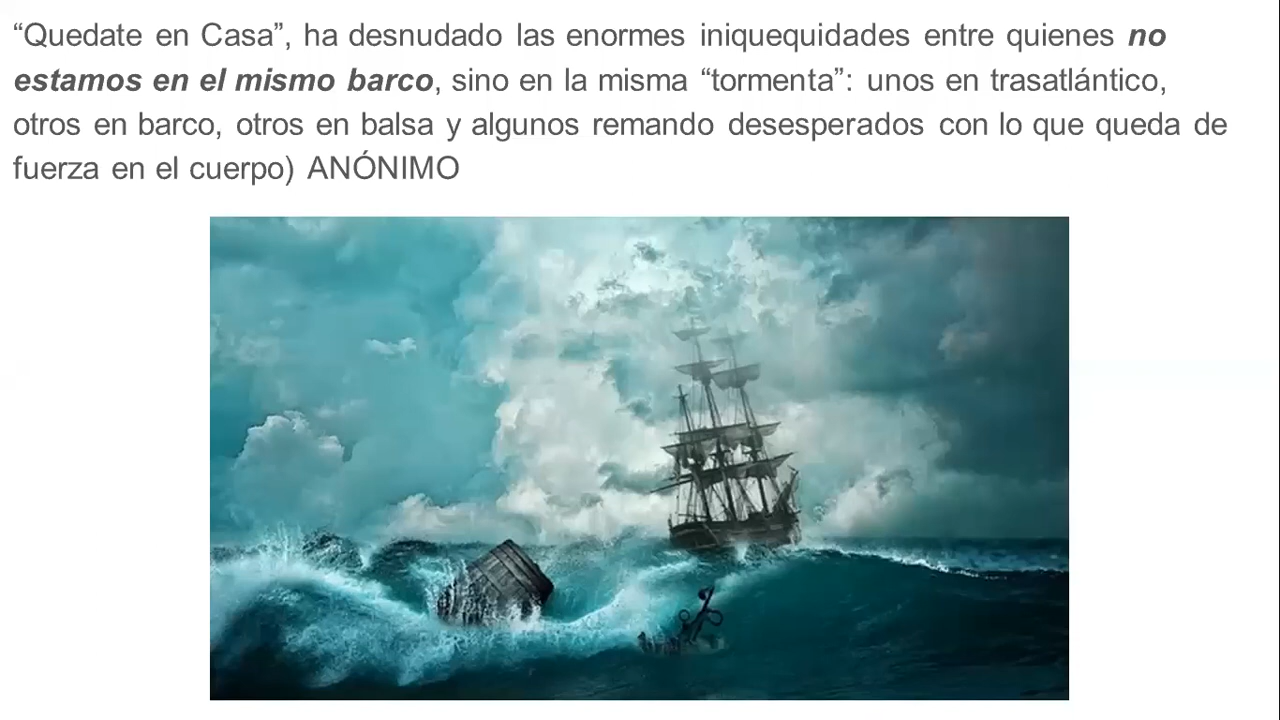 “Quedate en Casa”, ha desnudado las enormes iniquequidades entre quienes no
estamos en el mismo barco, sino en la misma “tormenta”: unos en trasatlántico,
otros en barco, otros en balsa y algunos remando desesperados con lo que queda de
fuerza en el cuerpo) ANÓNIMO